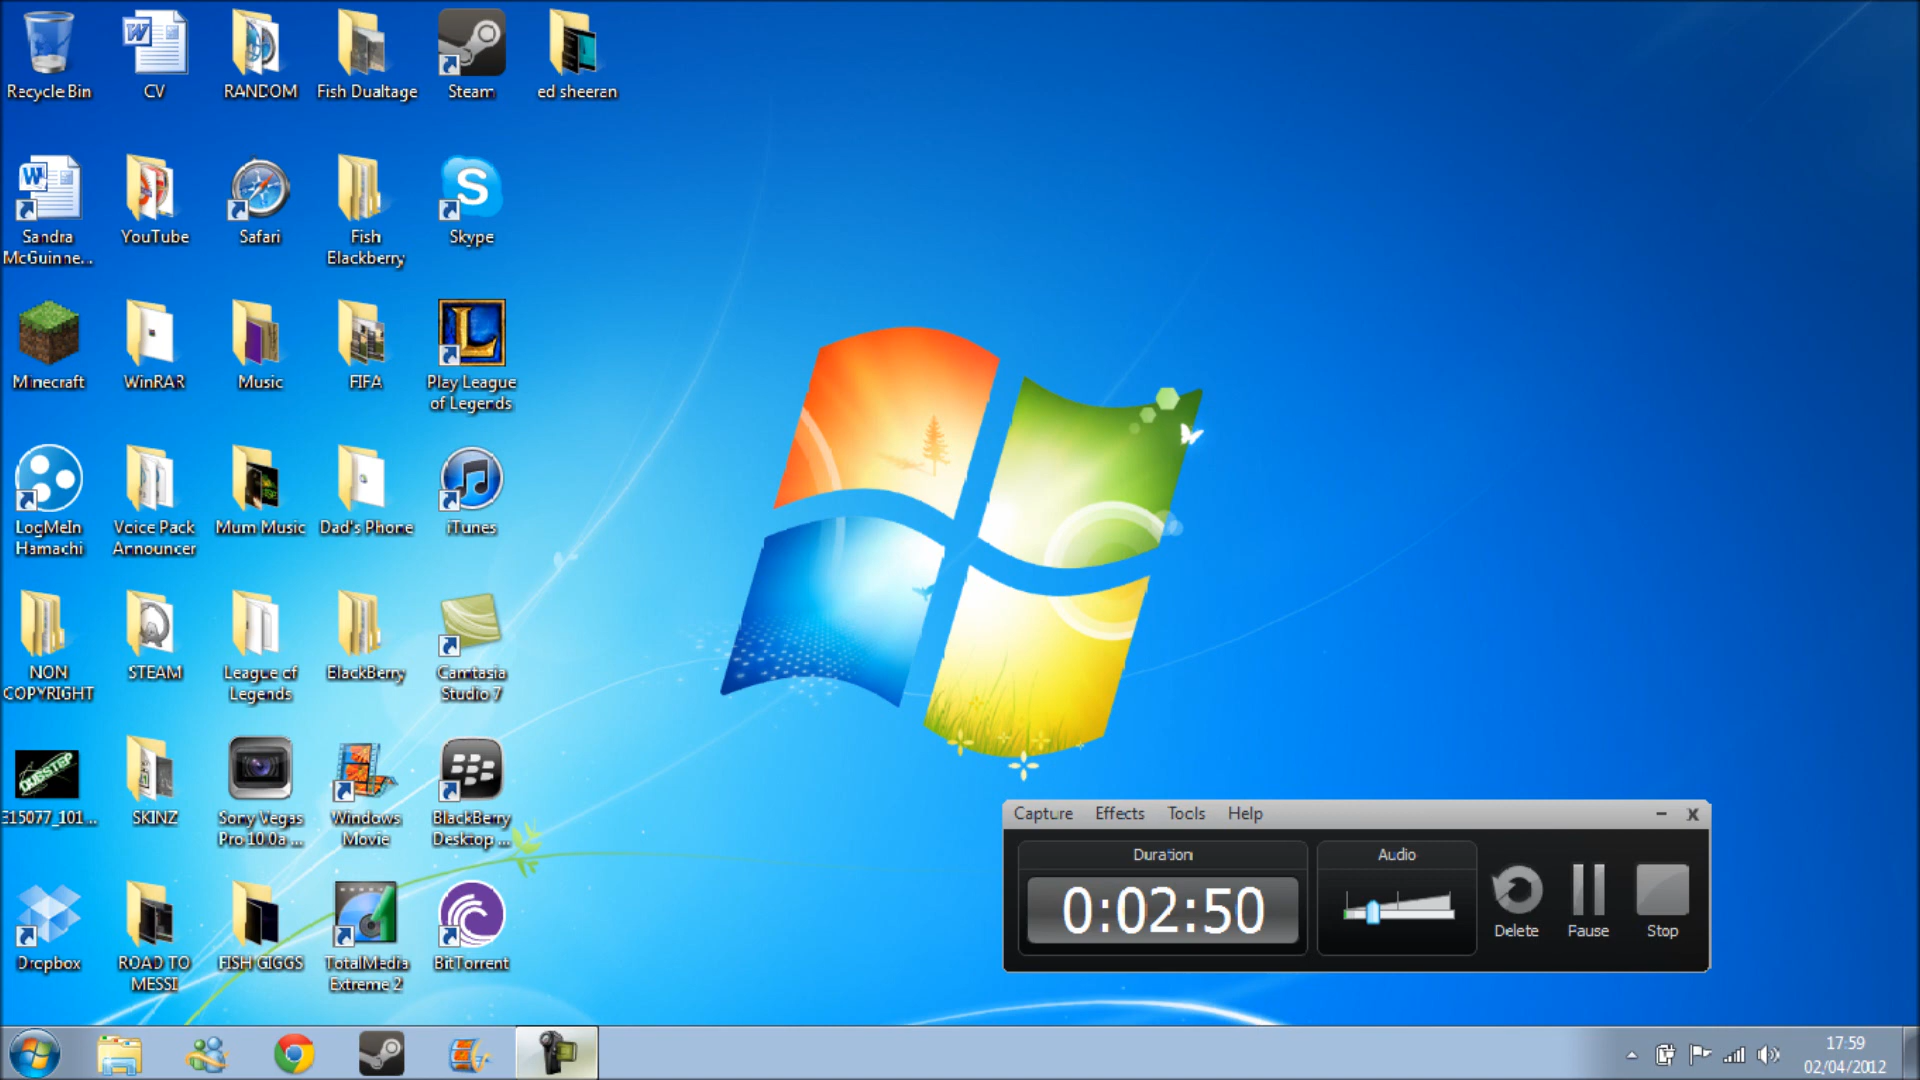 Recycle Bin
CV
RANDOM
Fish Dualtage
Steam
ed sheeran
Sandra
McGuinne...
YouTube
Safari
Fish
Blackberry
Skype
Minecraft
WinRAR
Music
FIFA
Play League
of Legends
LogMeIn
Hamachi
Voice Pack
Announcer
Mum Music
Dad's Phone
iTunes
NON
COPYRIGHT
STEAM
League of
Legends
BlackBerry
Camtasia
Studio 7
DUBSTEP
315077_101...
SKINZ
Sony Vegas
Pro 10.0a ...
Windows
Movie
BlackBerry
Desktop ...
Dropbox
ROAD TO
MESSI
FISH GIGGS
TotalMedia
Extreme 2
BitTorrent
Capture Effects Tools Help
Duration
0:02:50
Audio
Delete
Pause
Stop
17:59
02/04/2012